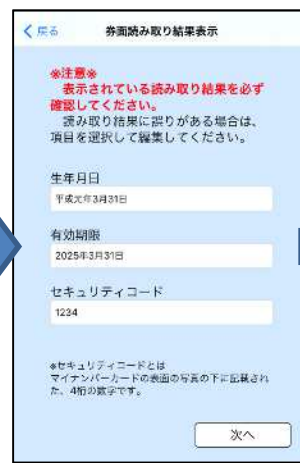 く戻る
券面読み取り結果表示
※注意※
表示されている読み取り結果を必ず
確認してください。
読み取り結果に誤りがある場合は、
項目を選択して編集してください。
生年月日
平成元年3月31日
有効期限
2025年3月31日
セキュリティコード
1234
※セキュリティコードとは
マイナンバーカードの表面の写真の下に記載され
た、4桁の数字です。
次へ